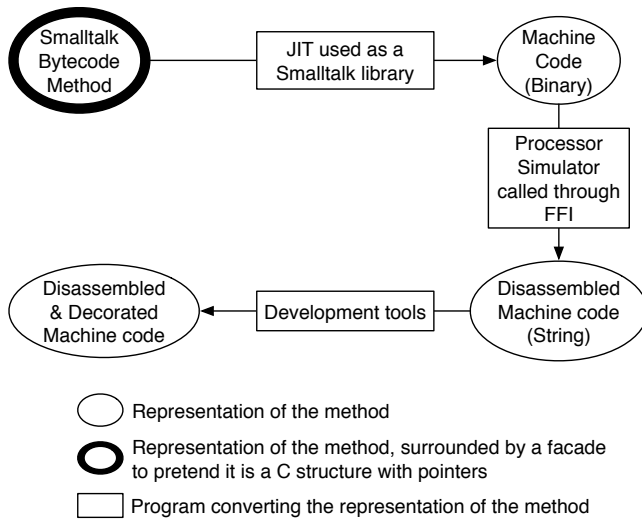 Smalltalk
Bytecode
Method
JIT used as a
Smalltalk library
Machine
Code
(Binary)
Processor
Simulator
called through
FFI
Disassembled
& Decorated
Machine code
Development tools
Disassembled
Machine code
(String)
Representation of the method
Representation of the method, surrounded by a facade
to pretend it is a C structure with pointers
Program converting the representation of the method